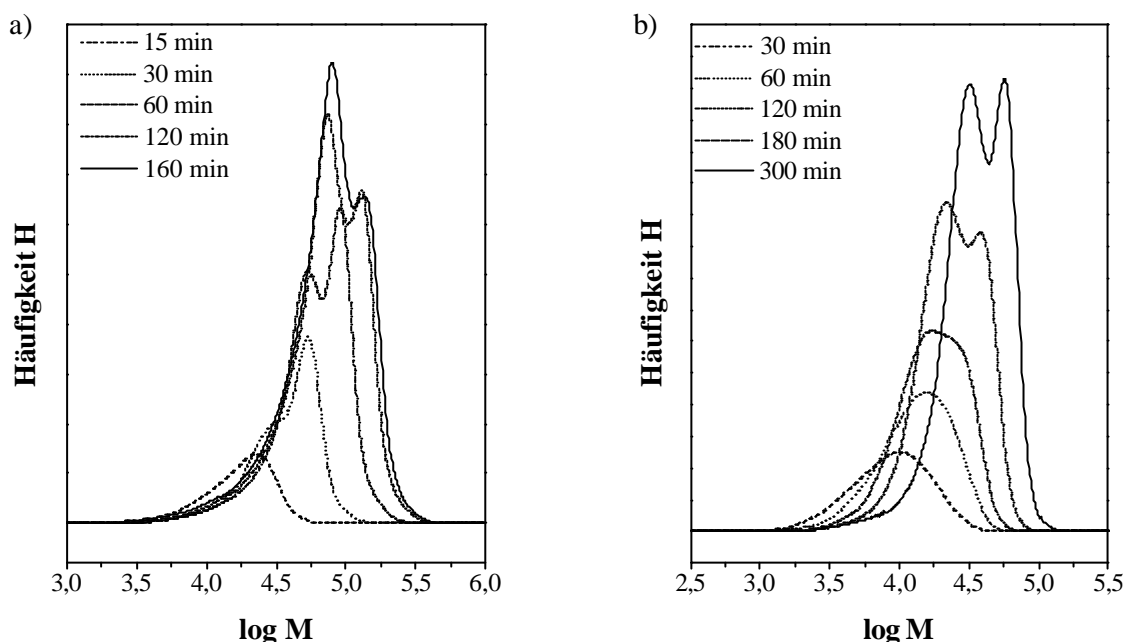 a)
15 min
30 min
60 min
120 min
160 min
Häufigkeit H
3,0 3,5 4,0 4,5 5,0 5,5 6,0
log M
b)
30 min
60 min
120 min
180 min
300 min
Häufigkeit H
2,5 3,0 3,5 4,0 4,5 5,0 5,5
log M